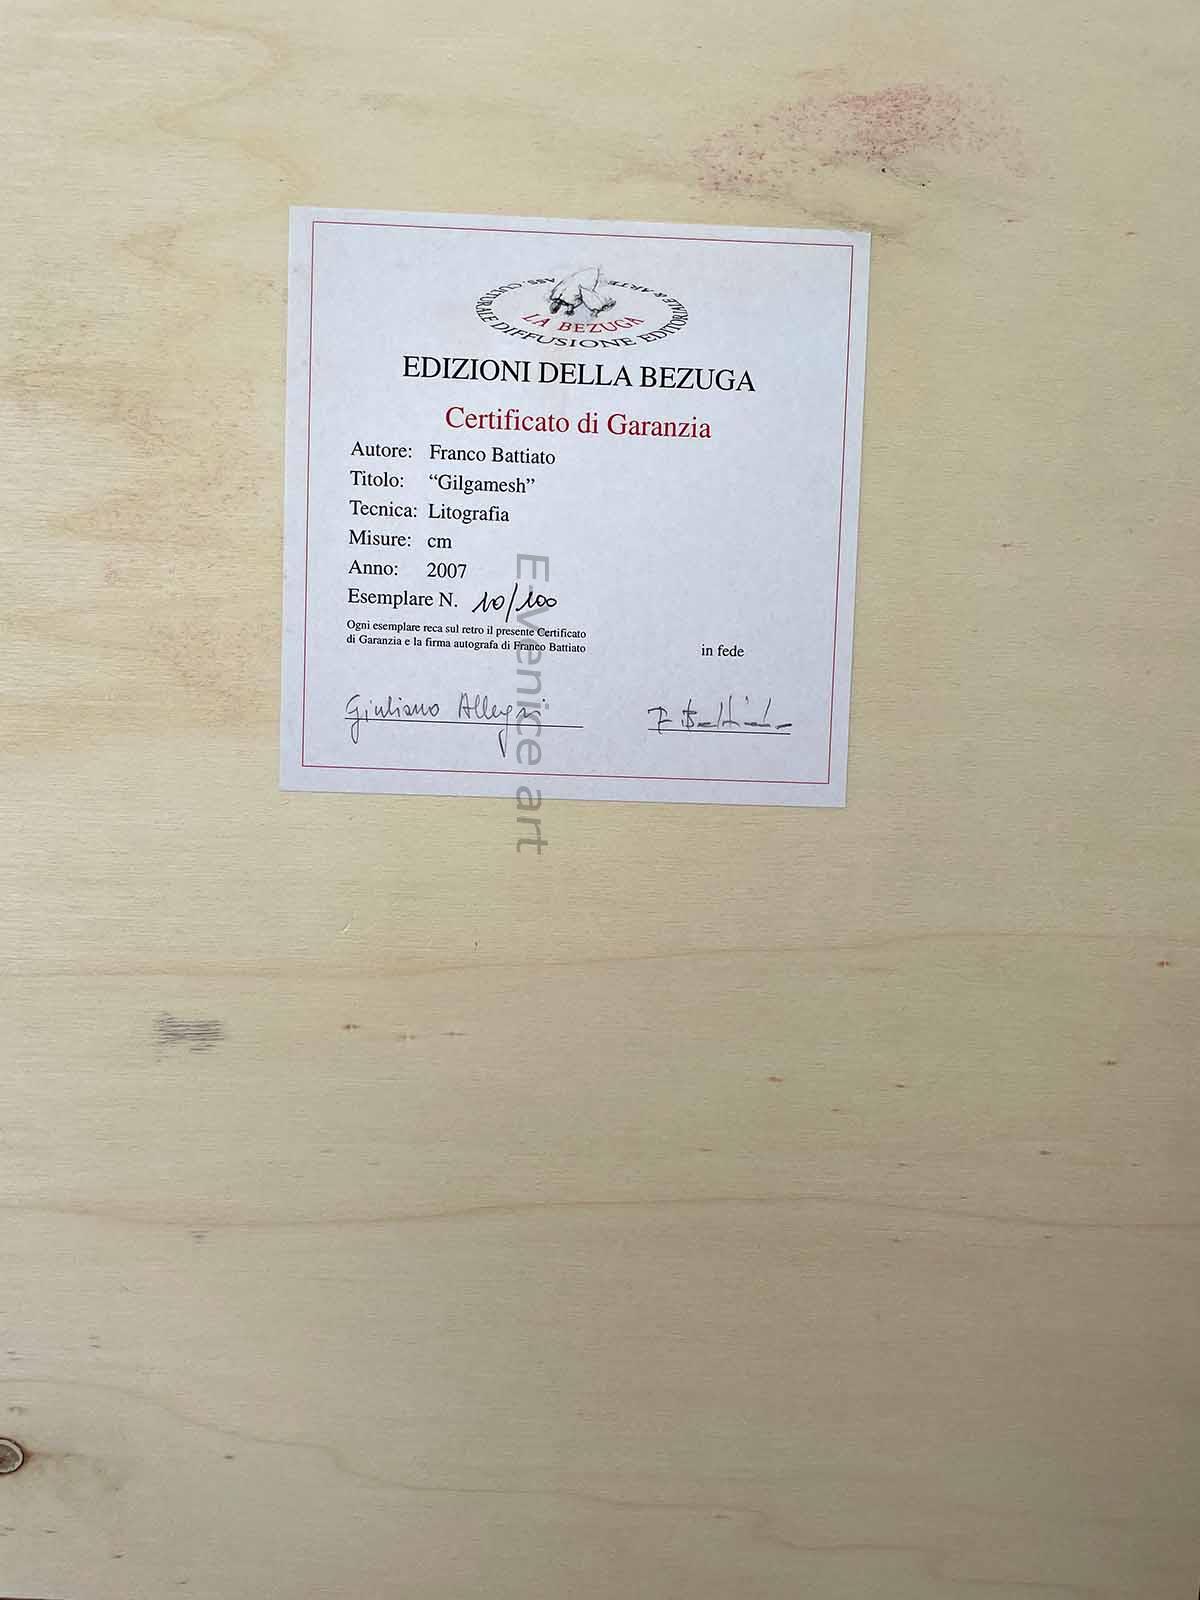 ASS. CULTURALE DIFFUSIONE EDITORIALE & ARTE
LA BEZUGA
EDIZIONI DELLA BEZUGA
Certificato di Garanzia
Autore: Franco Battiato
Titolo: “Gilgamesh”
Tecnica: Litografia
Misure: cm
Anno: 2007
Esemplare N. 10/100
Ogni esemplare reca sul retro il presente Certificato
di Garanzia e la firma autografa di Franco Battiato
in fede
Giuliano Allegri
F. Battiato
E-Venice art